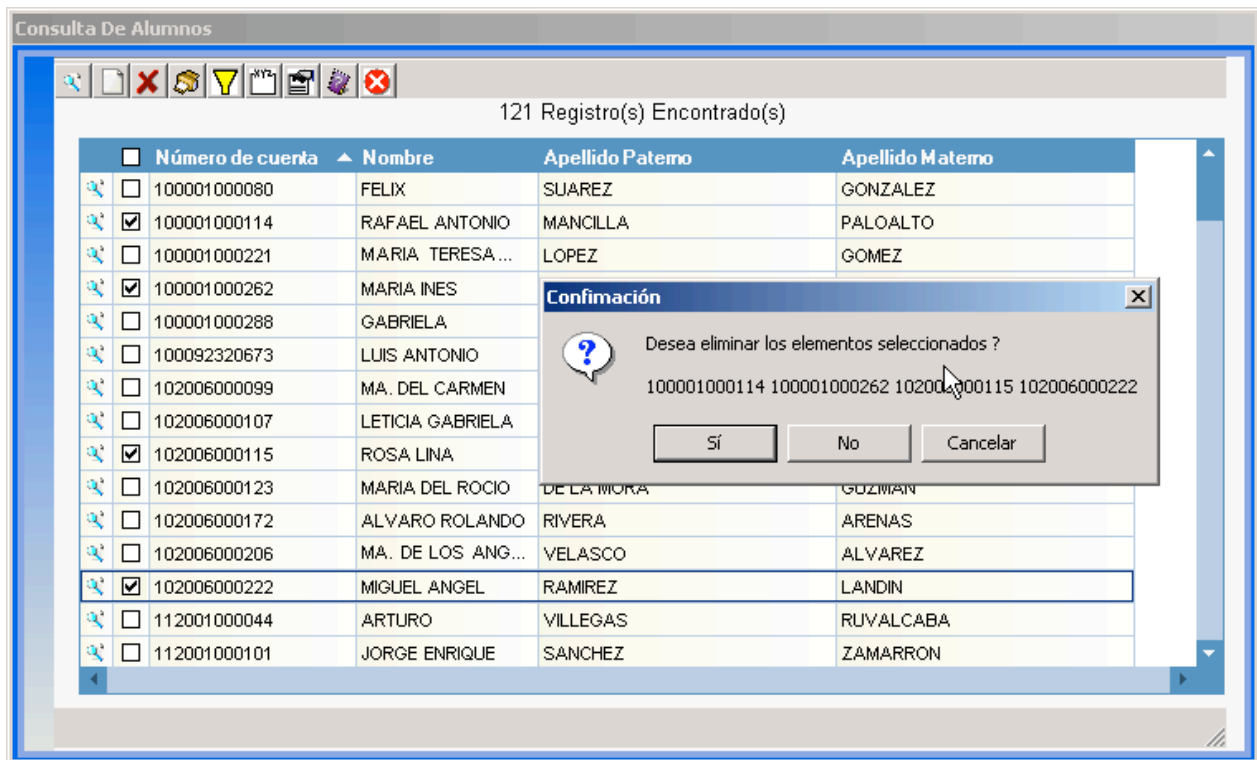 Consulta De Alumnos
XYZ
121 Registro(s) Encontrado(s)
Número de cuenta Nombre Apellido Paterno Apellido Materno
100001000080 FELIX SUAREZ GONZALEZ
100001000114 RAFAEL ANTONIO MANCILLA PALOALTO
100001000221 MARIA TERESA... LOPEZ GOMEZ
100001000262 MARIA INES
100001000288 GABRIELA
100092320673 LUIS ANTONIO
102006000099 MA. DEL CARMEN
102006000107 LETICIA GABRIELA
102006000115 ROSA LINA
102006000123 MARIA DEL ROCIO DE LA MORA GUZMAN
102006000172 ALVARO ROLANDO RIVERA ARENAS
102006000206 MA. DE LOS ANG... VELASCO ALVAREZ
102006000222 MIGUEL ANGEL RAMIREZ LANDIN
112001000044 ARTURO VILLEGAS RUVALCABA
112001000101 JORGE ENRIQUE SANCHEZ ZAMARRON
Confimación
Desea eliminar los elementos seleccionados ?
100001000114 100001000262 102006000115 102006000222
Sí No Cancelar